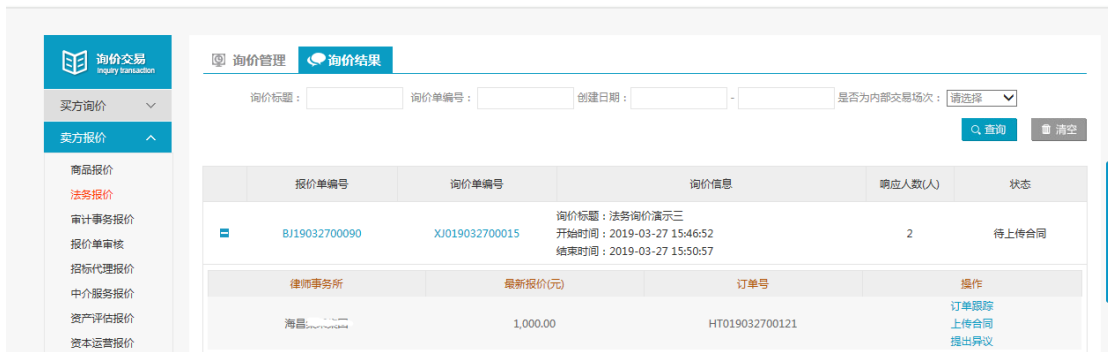 询价交易
Inquiry transaction
买方询价
卖方报价
商品报价
法务报价
审计事务报价
报价单审核
招标代理报价
中介服务报价
资产评估报价
资本运营报价
询价管理 询价结果
询价标题： 询价单编号： 创建日期： - 是否为内部交易场次： 请选择
查询 清空
报价单编号 询价单编号 询价信息 响应人数(人) 状态
询价标题：法务询价演示三
BJ19032700090 XJ019032700015 开始时间：2019-03-27 15:46:52 2 待上传合同
结束时间：2019-03-27 15:50:57
律师事务所 最新报价(元) 订单号 操作
订单跟踪
海昌 1,000.00 HT019032700121 上传合同
提出异议